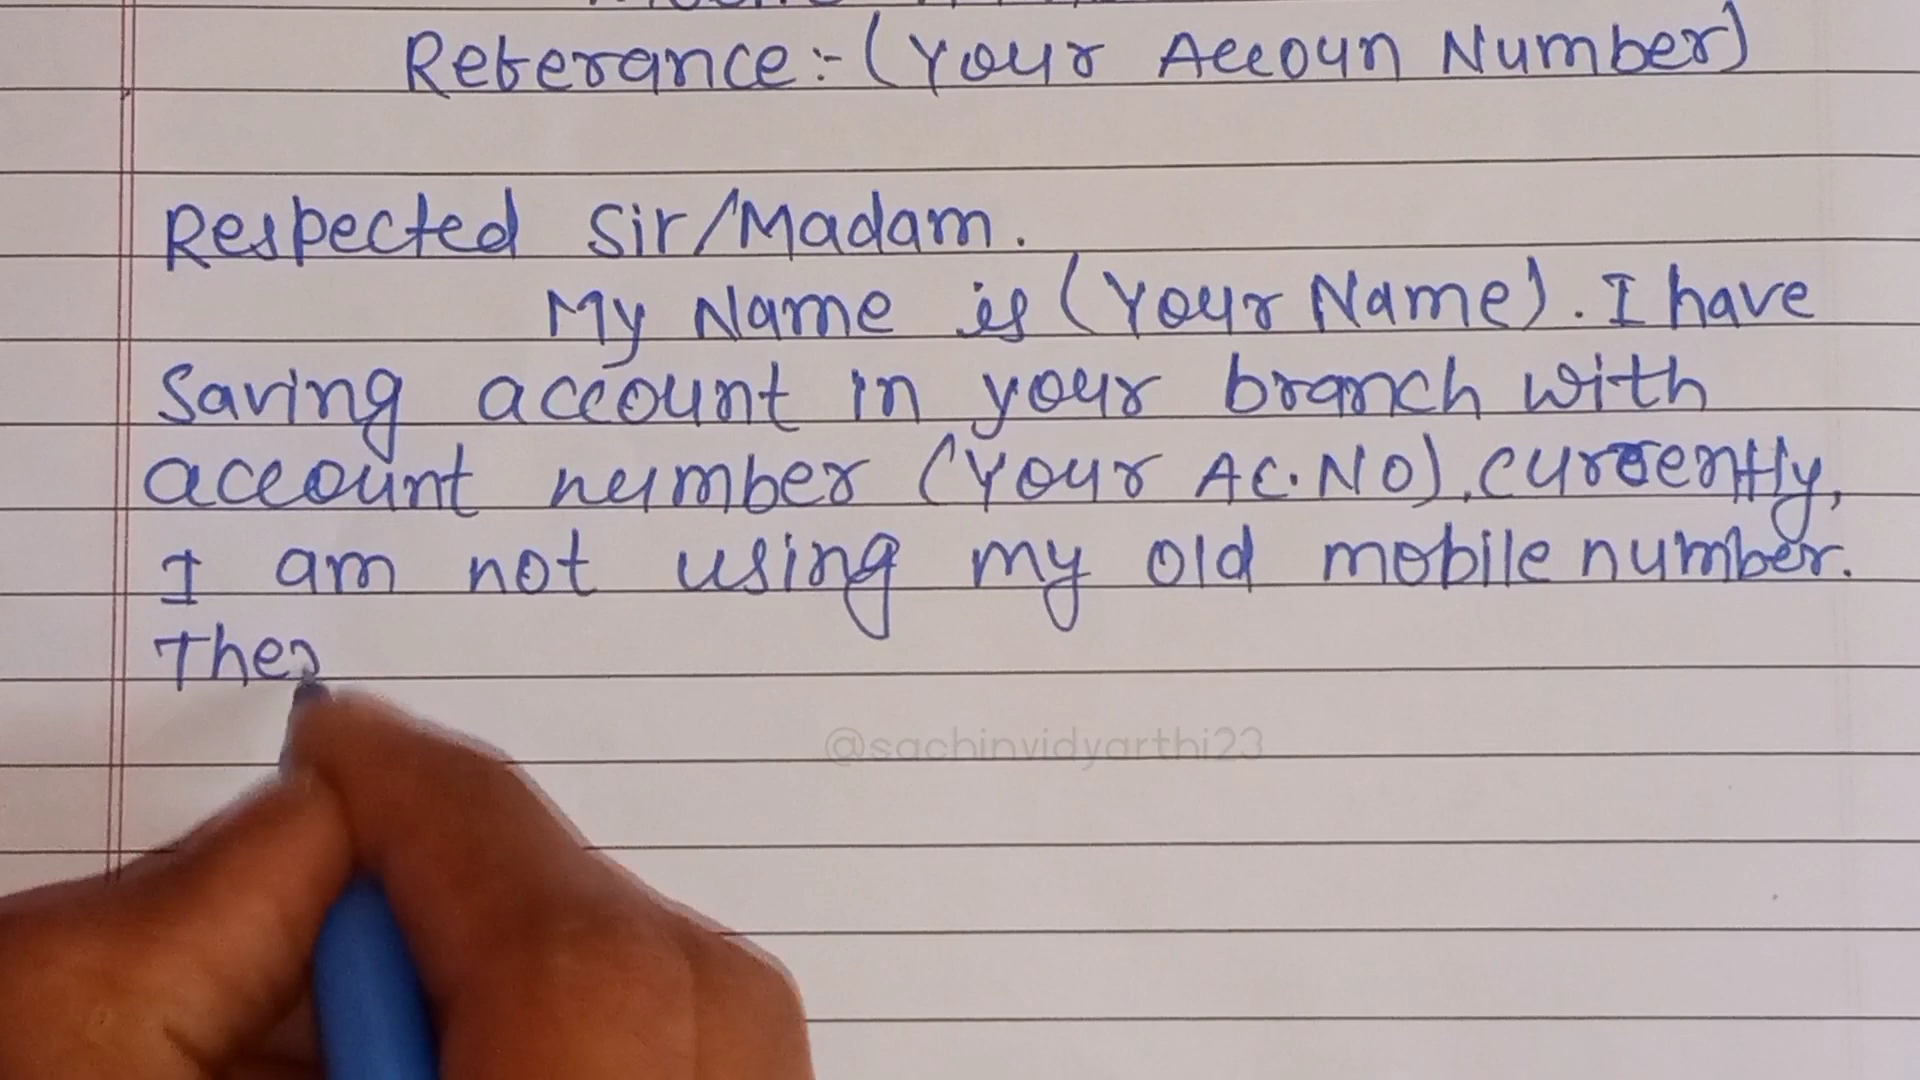 Referance:-(Your Accoun Number)
Respected Sir/Madam.
My Name is (Your Name). I have
Saving account in your branch with
account number (Your AC.NO). Currently,
I am not using my old mobile number.
Ther
@sachinvidyarthi23